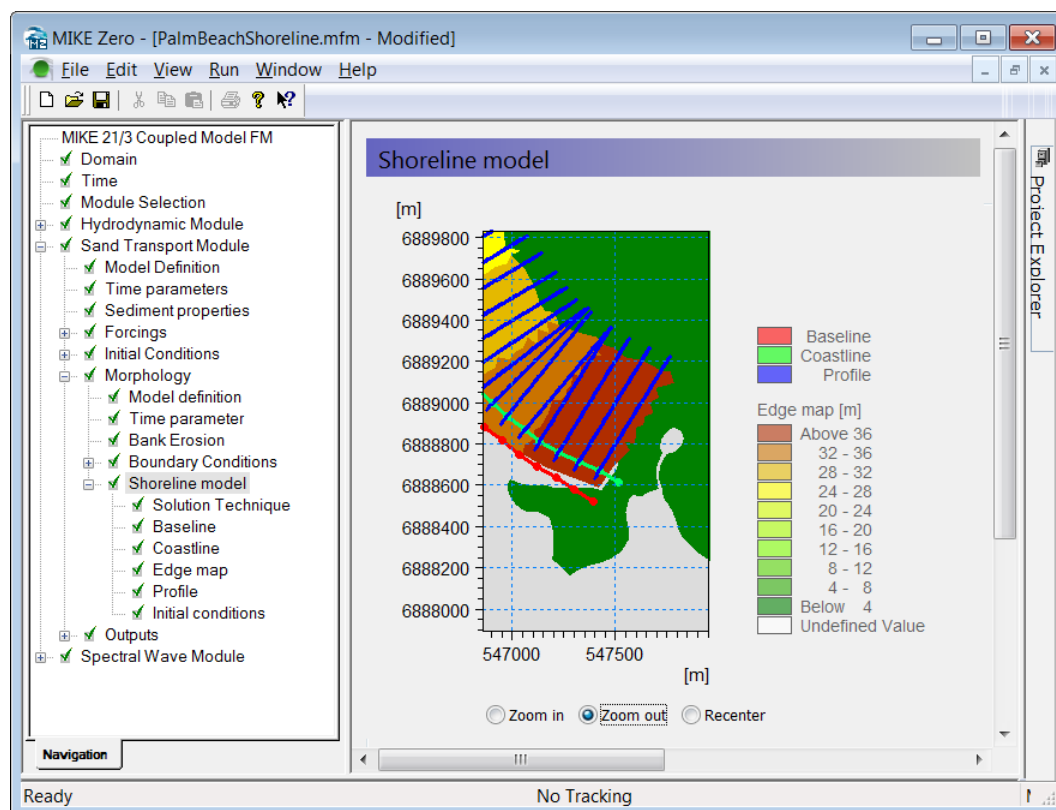 MIKE Zero - [PalmBeachShoreline.mfm - Modified]
File Edit View Run Window Help
MIKE 21/3 Coupled Model FM
Domain
Time
Module Selection
Hydrodynamic Module
Sand Transport Module
Model Definition
Time parameters
Sediment properties
Forcings
Initial Conditions
Morphology
Model definition
Time parameter
Bank Erosion
Boundary Conditions
Shoreline model
Solution Technique
Baseline
Coastline
Edge map
Profile
Initial conditions
Outputs
Spectral Wave Module
Navigation
Shoreline model
[m]
6889800
6889600
6889400
6889200
6889000
6888800
6888600
6888400
6888200
6888000
547000 547500
[m]
Baseline
Coastline
Profile
Edge map [m]
Above 36
32 - 36
28 - 32
24 - 28
20 - 24
16 - 20
12 - 16
8 - 12
4 - 8
Below 4
Undefined Value
Zoom in Zoom out Recenter
Project Explorer
Ready No Tracking